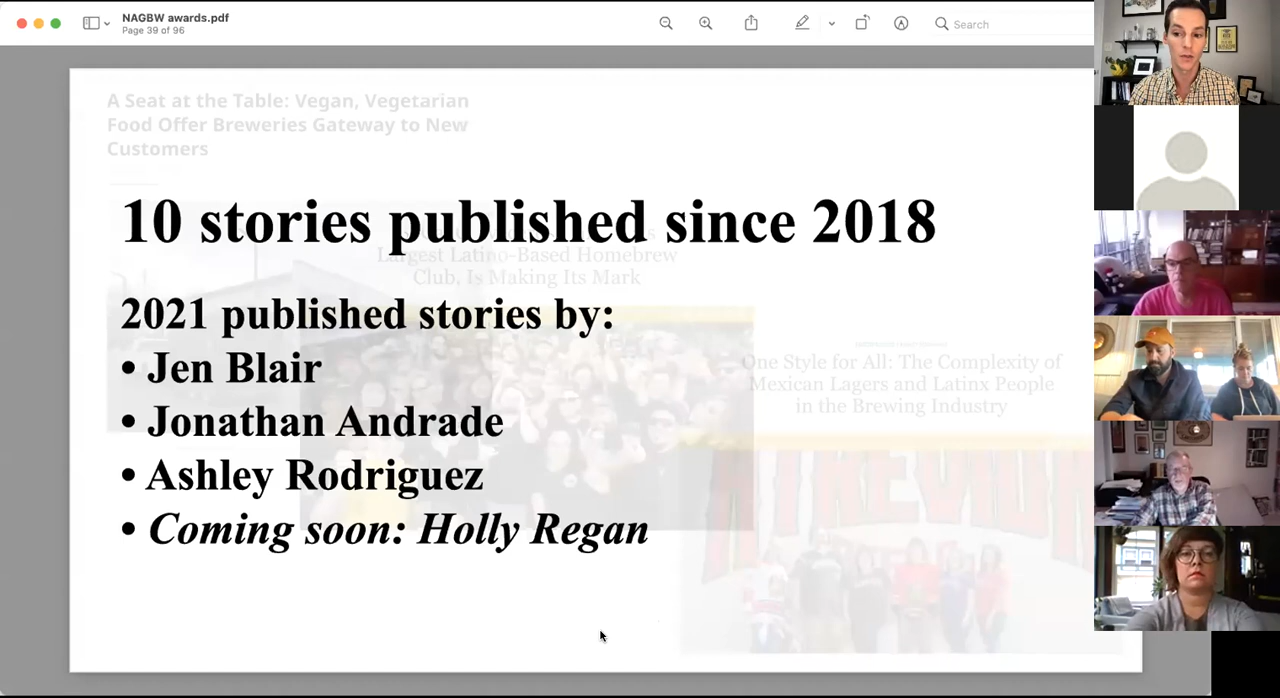 NAGBW awards.pdf
Page 39 of 96
Search
A Seat at the Table: Vegan, Vegetarian
Food Offer Breweries Gateway to New
Customers
10 stories published since 2018
Largest Latino-Based Homebrew
Club, Is Making Its Mark
2021 published stories by:
• Jen Blair
One Style for All: The Complexity of
Mexican Lagers and Latinx People
in the Brewing Industry
• Jonathan Andrade
• Ashley Rodriguez
• Coming soon: Holly Regan